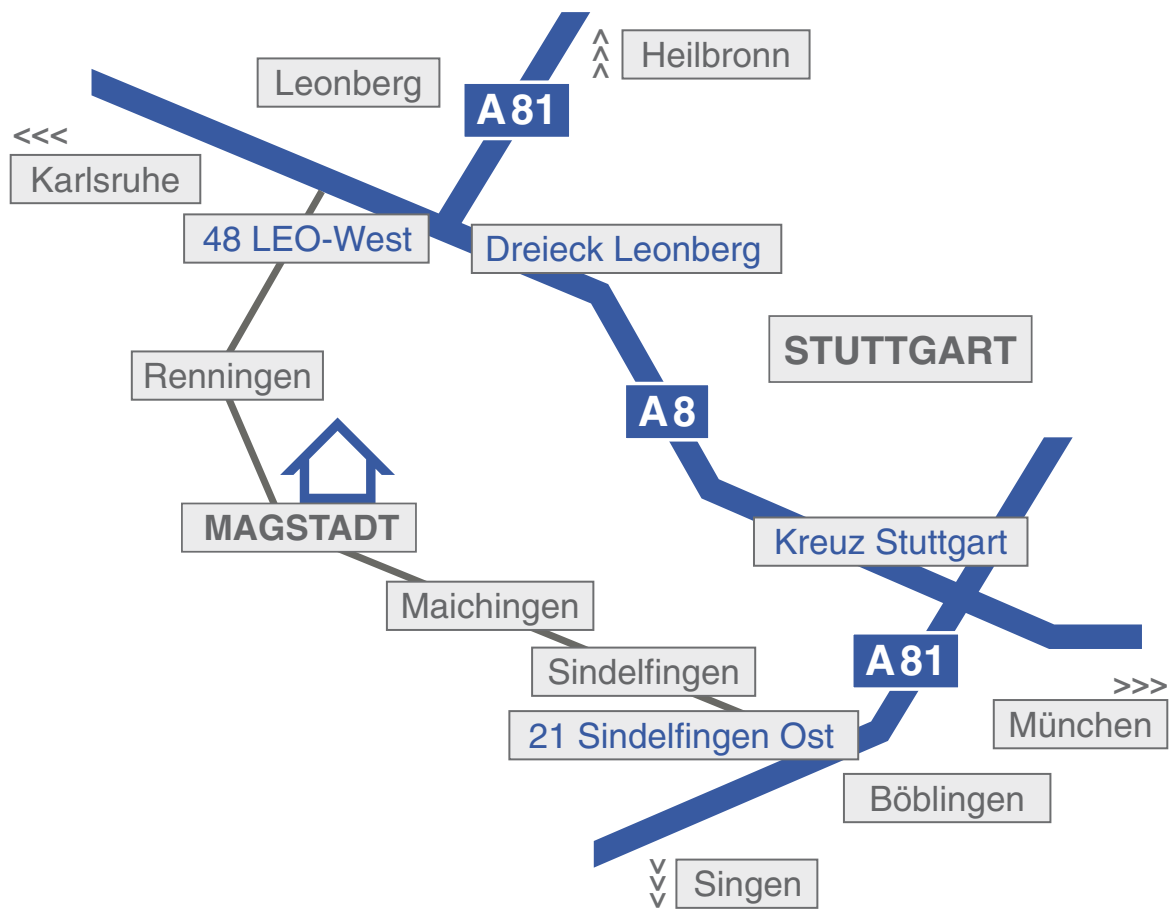 ^^^
Heilbronn
Leonberg
A 81
<<<
Karlsruhe
48 LEO-West
Dreieck Leonberg
STUTTGART
Renningen
A 8
MAGSTADT
Kreuz Stuttgart
Maichingen
A 81
Sindelfingen
>>>
München
21 Sindelfingen Ost
Böblingen
Singen